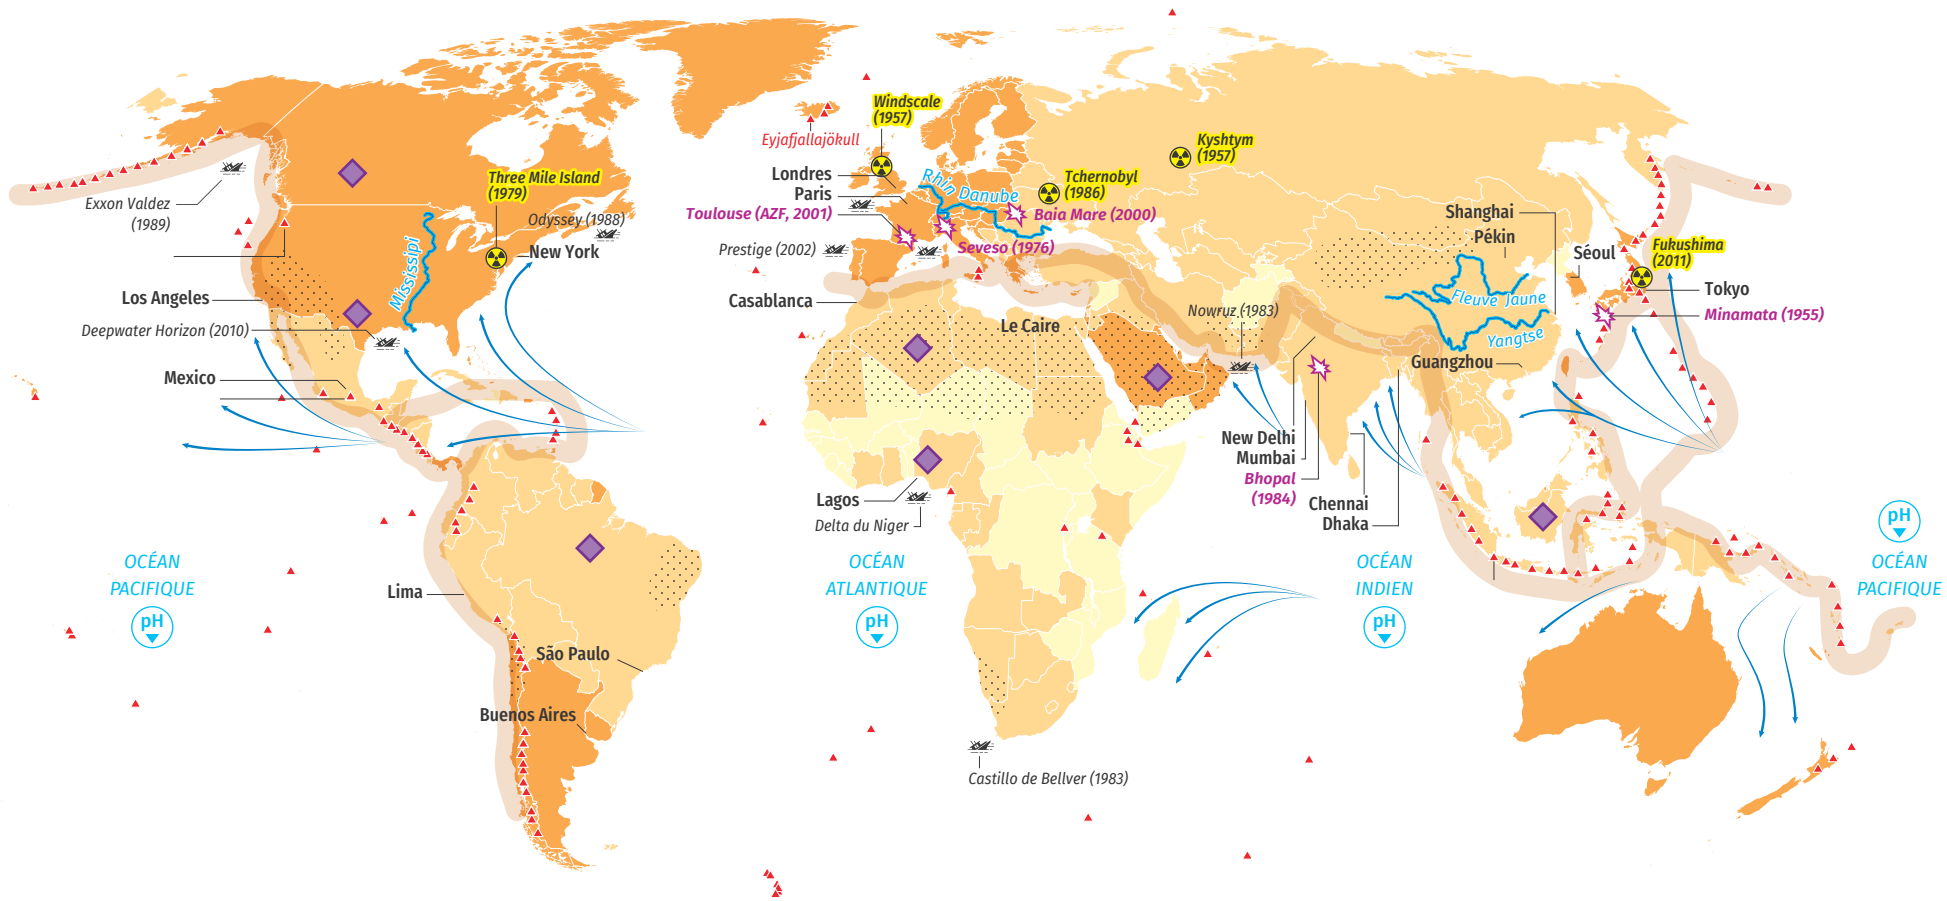 Exxon Valdez
(1989)
Three Mile Island
(1979)
Odyssey (1988)
New York
Mississipi
Los Angeles
Deepwater Horizon (2010)
Mexico
OCÉAN
PACIFIQUE
pH
Lima
São Paulo
Buenos Aires
Eyjafjallajökull
Windscale
(1957)
Londres
Paris
Toulouse (AZF, 2001)
Prestige (2002)
Casablanca
Rhin
Danube
Tchernobyl
(1986)
Baia Mare (2000)
Seveso (1976)
Kyshtym
(1957)
Le Caire
Nowruz (1983)
Lagos
Delta du Niger
OCÉAN
ATLANTIQUE
pH
Castillo de Bellver (1983)
New Delhi
Mumbai
Bhopal
(1984)
Chennai
Dhaka
OCÉAN
INDIEN
pH
Shanghai
Pékin
Séoul
Fukushima
(2011)
Tokyo
Minamata (1955)
Fleuve Jaune
Yangtse
Guangzhou
pH
OCÉAN
PACIFIQUE